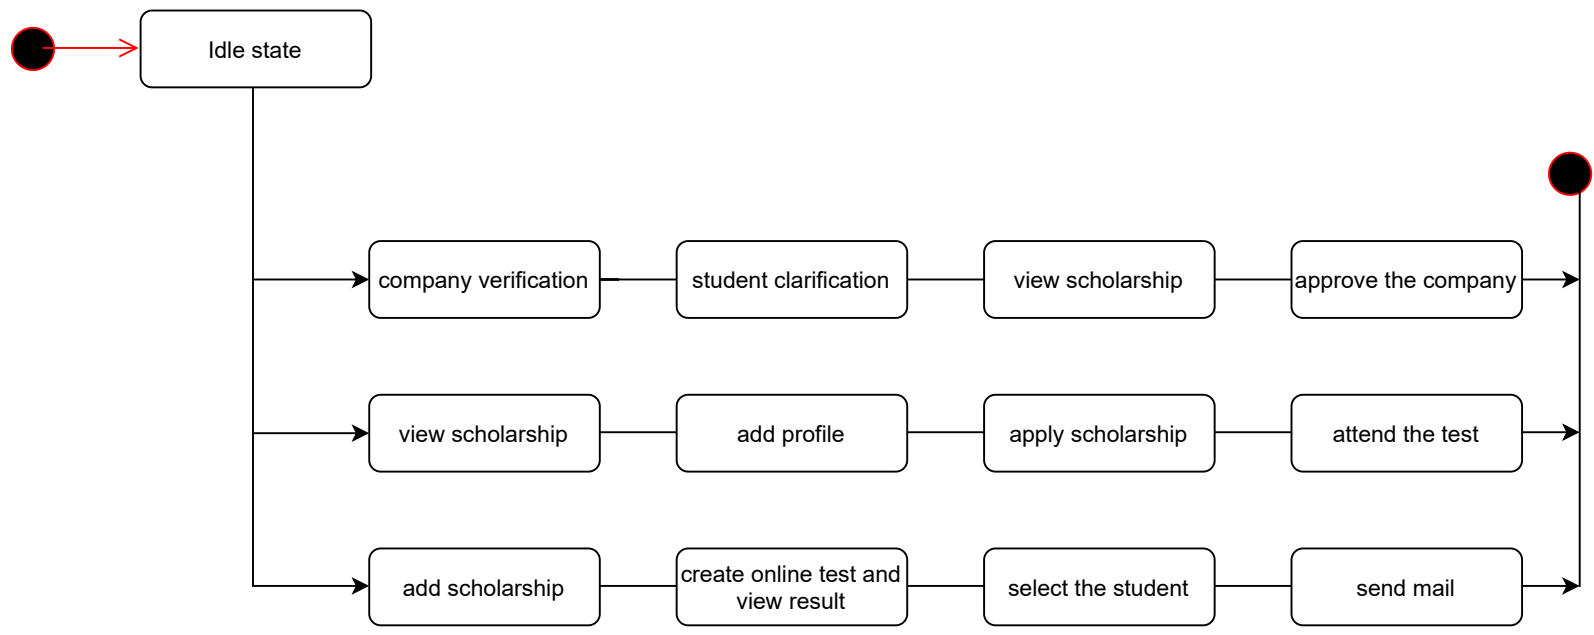 Idle state
company verification
student clarification
view scholarship
approve the company
view scholarship
add profile
apply scholarship
attend the test
add scholarship
create online test and
view result
select the student
send mail